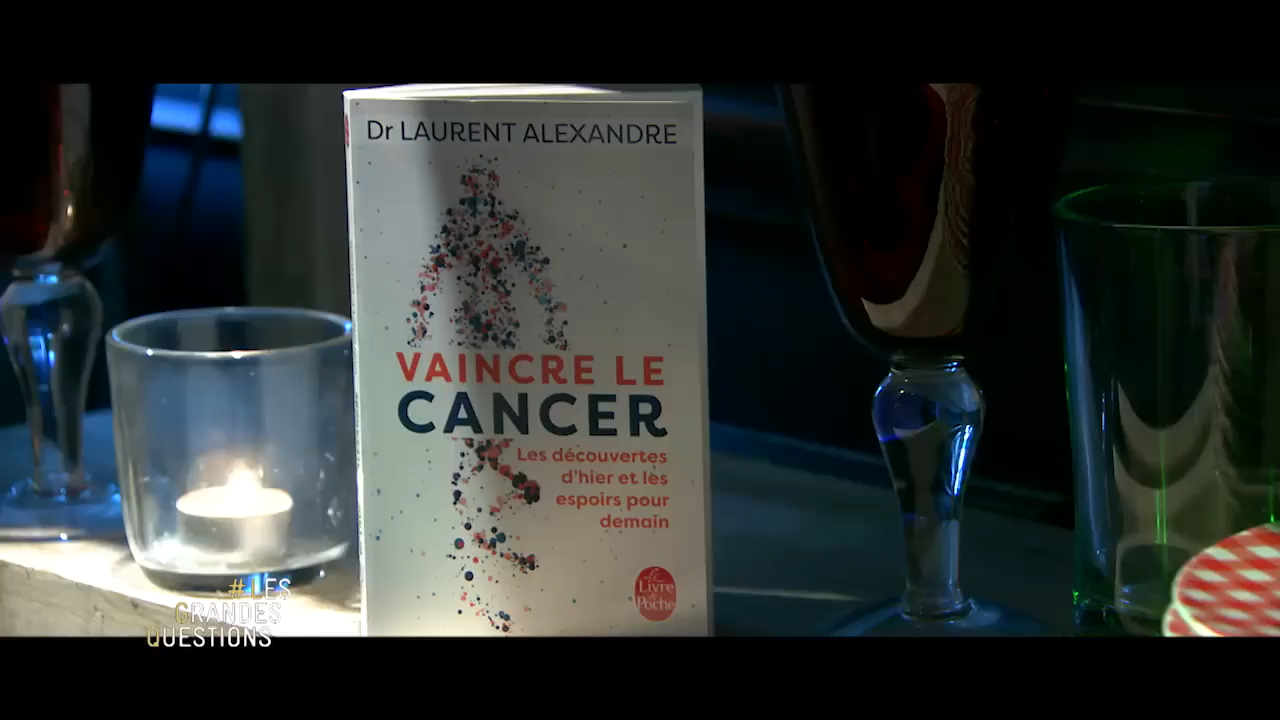 Dr LAURENT ALEXANDRE
VAINCRE LE
CANCER
Les découvertes
d'hier et les
espoirs pour
demain
Le
Livre
de
Poche
# LES
GRANDES
QUESTIONS